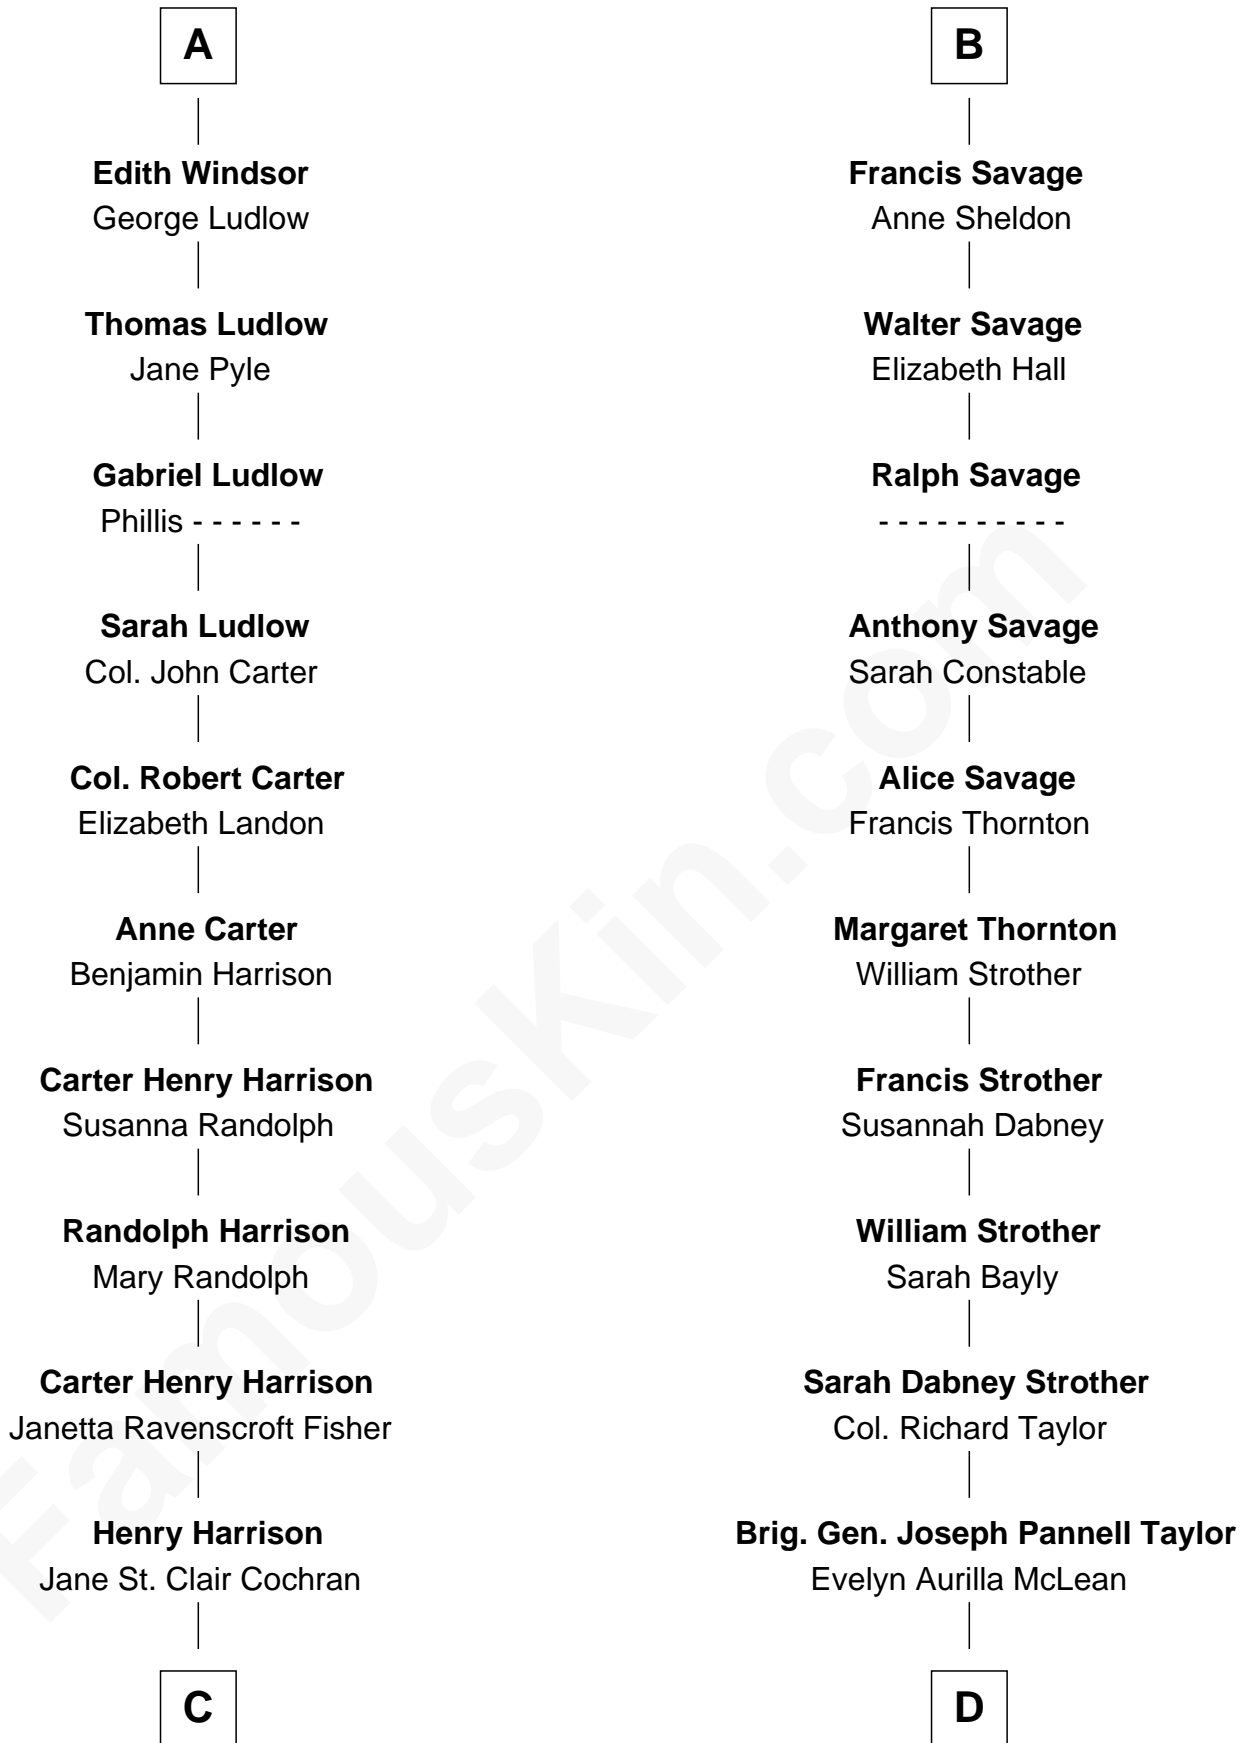 A
Edith Windsor
George Ludlow
Thomas Ludlow
Jane Pyle
Gabriel Ludlow
Phillis - - - - - -
Sarah Ludlow
Col. John Carter
Col. Robert Carter
Elizabeth Landon
Anne Carter
Benjamin Harrison
Carter Henry Harrison
Susanna Randolph
Randolph Harrison
Mary Randolph
Carter Henry Harrison
Janetta Ravenscroft Fisher
Henry Harrison
Jane St. Clair Cochran
C
B
Francis Savage
Anne Sheldon
Walter Savage
Elizabeth Hall
Ralph Savage
- - - - - - - - - -
Anthony Savage
Sarah Constable
Alice Savage
Francis Thornton
Margaret Thornton
William Strother
Francis Strother
Susannah Dabney
William Strother
Sarah Bayly
Sarah Dabney Strother
Col. Richard Taylor
Brig. Gen. Joseph Pannell Taylor
Evelyn Aurilla McLean
D
FamousKin.com